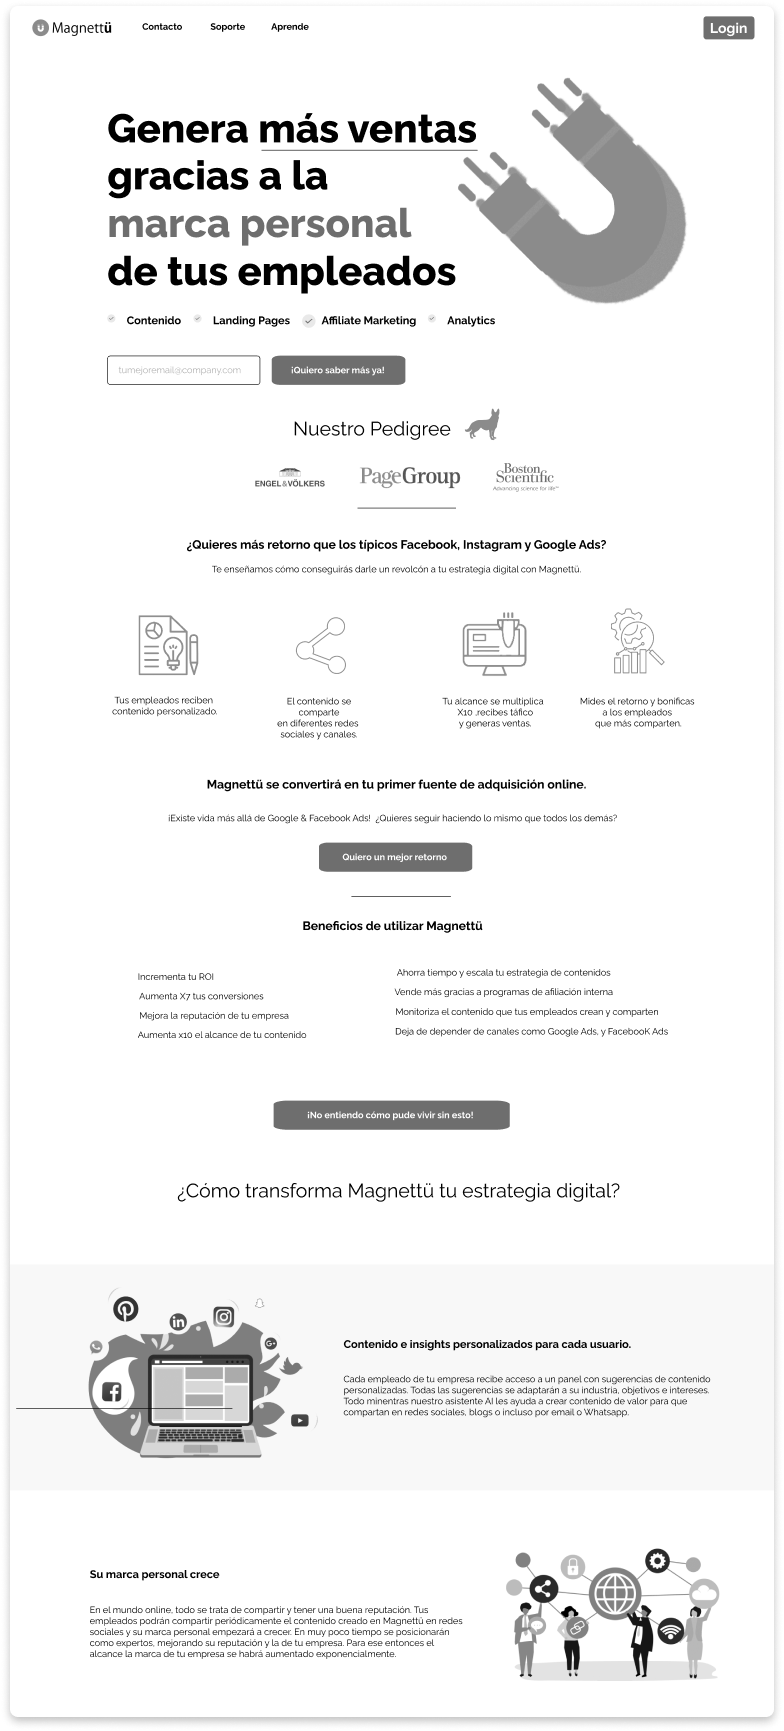 Magnettü
Contacto
Soporte
Aprende
Login
Genera más ventas
gracias a la
marca personal
de tus empleados
Contenido
Landing Pages
Affiliate Marketing
Analytics
tumejoremail@company.com
¡Quiero saber más ya!
Nuestro Pedigree
ENGEL&VÖLKERS
PageGroup
Boston
Scientific
Advancing science for life™
¿Quieres más retorno que los típicos Facebook, Instagram y Google Ads?
Te enseñamos cómo conseguirás darle un revolcón a tu estrategia digital con Magnettü.
Tus empleados reciben
contenido personalizado.
El contenido se
comparte
en diferentes redes
sociales y canales.
Tu alcance se multiplica
X10 ,recibes táfico
y generas ventas.
Mides el retorno y bonificas
a los empleados
que más comparten.
Magnettü se convertirá en tu primer fuente de adquisición online.
¡Existe vida más allá de Google & Facebook Ads! ¿Quieres seguir haciendo lo mismo que todos los demás?
Quiero un mejor retorno
Beneficios de utilizar Magnettü
Incrementa tu ROI
Aumenta X7 tus conversiones
Mejora la reputación de tu empresa
Aumenta x10 el alcance de tu contenido
Ahorra tiempo y escala tu estrategia de contenidos
Vende más gracias a programas de afiliación interna
Monitoriza el contenido que tus empleados crean y comparten
Deja de depender de canales como Google Ads, y FacebooK Ads
¡No entiendo cómo pude vivir sin esto!
¿Cómo transforma Magnettü tu estrategia digital?
Contenido e insights personalizados para cada usuario.
Cada empleado de tu empresa recibe acceso a un panel con sugerencias de contenido
personalizadas. Todas las sugerencias se adaptarán a su industria, objetivos e intereses.
Todo minentras nuestro asistente AI les ayuda a crear contenido de valor para que
compartan en redes sociales, blogs o incluso por email o Whatsapp.
Su marca personal crece
En el mundo online, todo se trata de compartir y tener una buena reputación. Tus
empleados podrán compartir periódicamente el contenido creado en Magnettü en redes
sociales y su marca personal empezará a crecer. En muy poco tiempo se posicionarán
como expertos, mejorando su reputación y la de tu empresa. Para ese entonces el
alcance la marca de tu empresa se habrá aumentado exponencialmente.